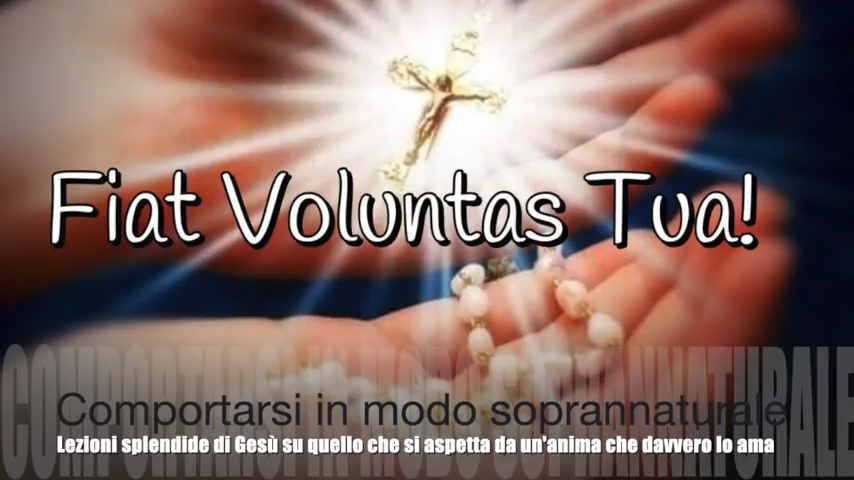 Fiat Voluntas Tua!
COMPORTARSI IN MODO SOPRANNATURALE
Comportarsi in modo soprannaturale
Lezioni splendide di Gesù su quello che si aspetta da un'anima che davvero lo ama